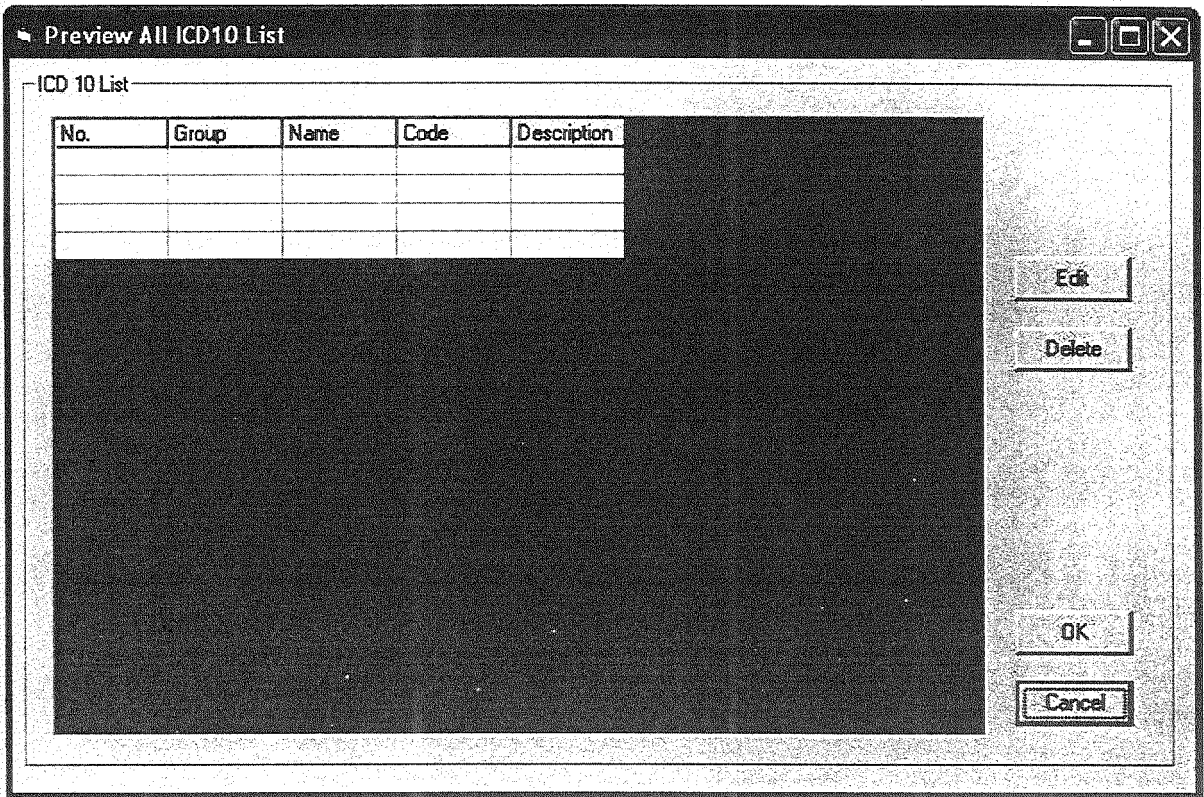 Preview All ICD10 List
ICD 10 List
No. Group Name Code Description
Edit
Delete
OK
Cancel